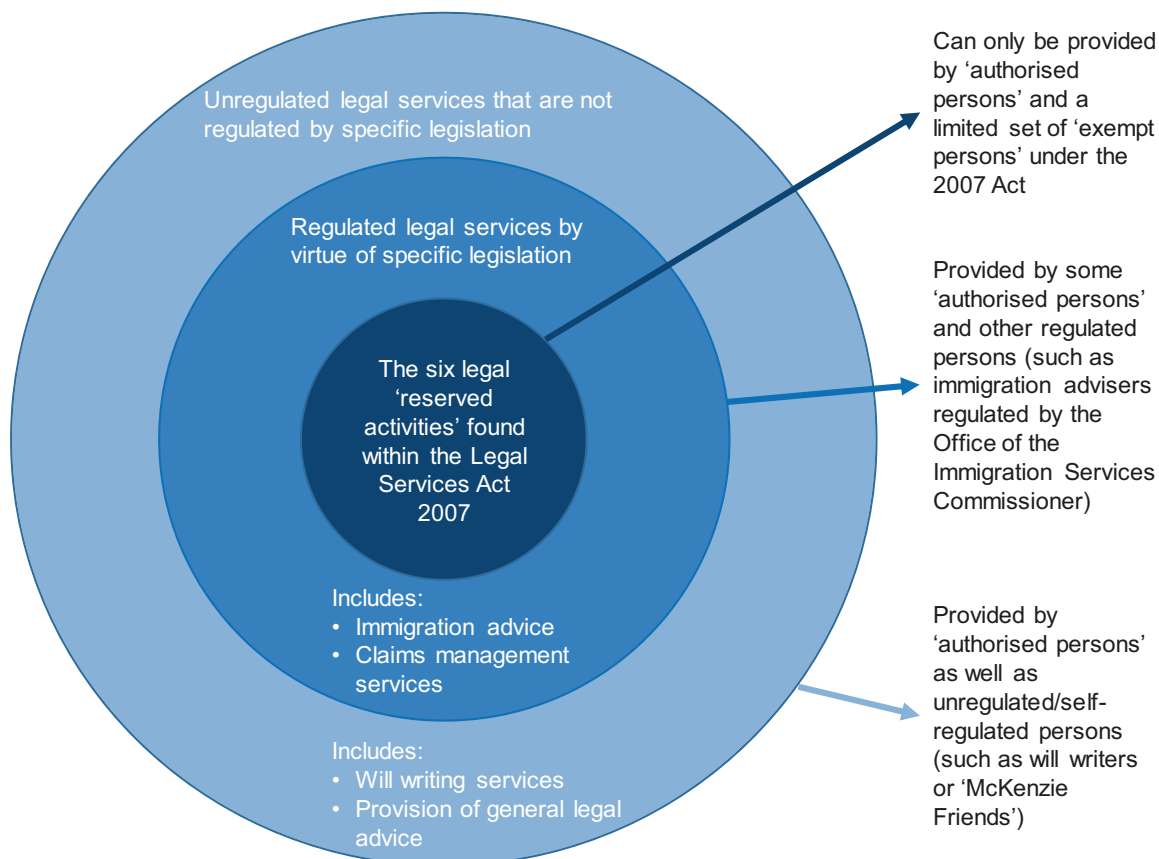 Unregulated legal services that are not
regulated by specific legislation
Regulated legal services by
virtue of specific legislation
The six legal
‘reserved
activities’ found
within the Legal
Services Act
2007
Includes:
• Immigration advice
• Claims management
services
Includes:
• Will writing services
• Provision of general legal
advice
Can only be provided
by ‘authorised
persons’ and a
limited set of ‘exempt
persons’ under the
2007 Act
Provided by some
‘authorised persons’
and other regulated
persons (such as
immigration advisers
regulated by the
Office of the
Immigration Services
Commissioner)
Provided by
‘authorised persons’
as well as
unregulated/self-
regulated persons
(such as will writers
or ‘McKenzie
Friends’)